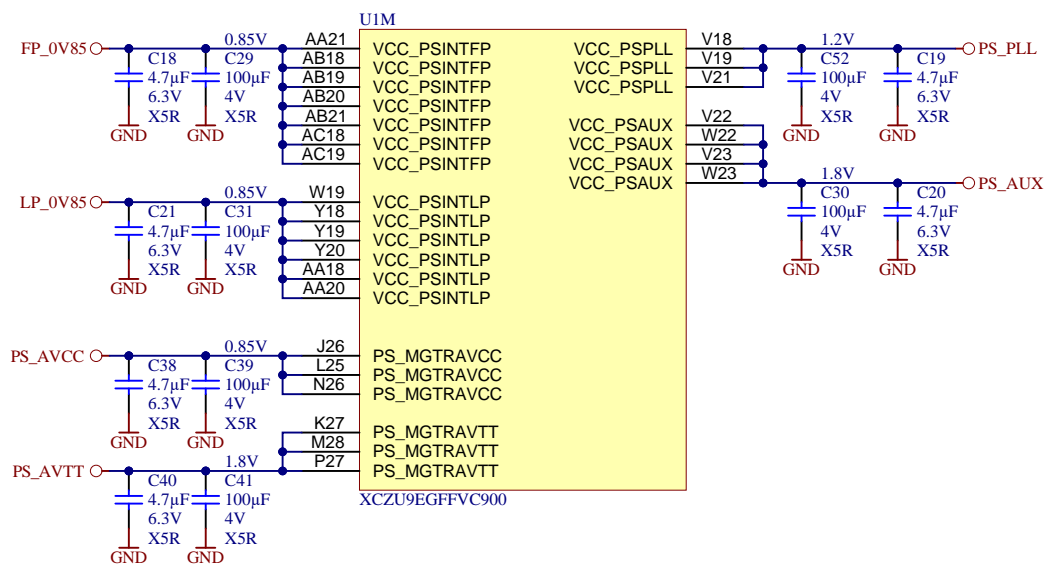 U1M
FP_0V85
0.85V
C18
4.7µF
6.3V
X5R
GND
C29
100µF
4V
X5R
GND
AA21 VCC_PSINTFP
AB18 VCC_PSINTFP
AB19 VCC_PSINTFP
AB20 VCC_PSINTFP
AB21 VCC_PSINTFP
AC18 VCC_PSINTFP
AC19 VCC_PSINTFP
LP_0V85
0.85V
C21
4.7µF
6.3V
X5R
GND
C31
100µF
4V
X5R
GND
W19 VCC_PSINTLP
Y18 VCC_PSINTLP
Y19 VCC_PSINTLP
Y20 VCC_PSINTLP
AA18 VCC_PSINTLP
AA20 VCC_PSINTLP
PS_AVCC
0.85V
C38
4.7µF
6.3V
X5R
GND
C39
100µF
4V
X5R
GND
J26 PS_MGTRAVCC
L25 PS_MGTRAVCC
N26 PS_MGTRAVCC
K27 PS_MGTRAVTT
M28 PS_MGTRAVTT
P27 PS_MGTRAVTT
PS_AVTT
1.8V
C40
4.7µF
6.3V
X5R
GND
C41
100µF
4V
X5R
GND
XCZU9EGFFVC900
VCC_PSPLL V18
VCC_PSPLL V19
VCC_PSPLL V21
1.2V
PS_PLL
C52
100µF
4V
X5R
GND
C19
4.7µF
6.3V
X5R
GND
VCC_PSAUX V22
VCC_PSAUX W22
VCC_PSAUX V23
VCC_PSAUX W23
1.8V
PS_AUX
C30
100µF
4V
X5R
GND
C20
4.7µF
6.3V
X5R
GND